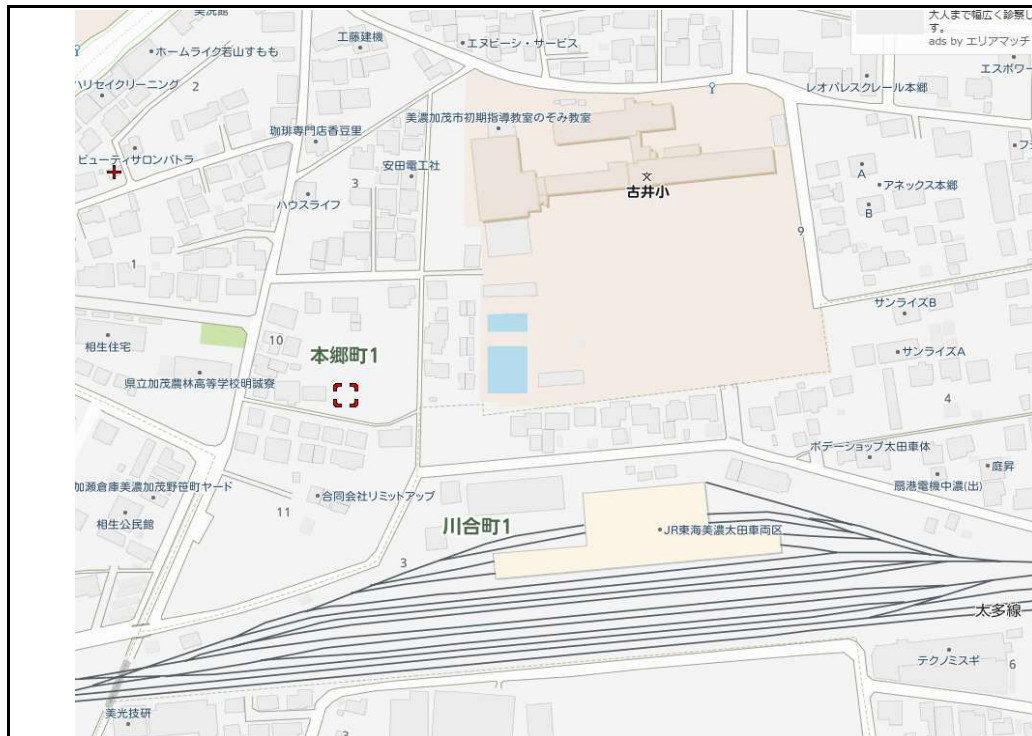 大人まで幅広く診察し
す。
ads by エリアマッチ
美濃館
工藤建機
エヌビーシ・サービス
ホームライク若山すもも
エスポワー
ハリセイクリーニング
2
レオパレスクレール本郷
美濃加茂市初期指導教室のぞみ教室
珈琲専門店香豆里
ビューティサロンパトラ
安田電工社
A
古井小
アネックス本郷
3
ハウスライフ
B
9
1
サンライズB
10
相生住宅
本郷町1
サンライズA
県立加茂農林高等学校明誠寮
4
ボデーショップ太田車体
庭昇
加瀬倉庫美濃加茂野笹町ヤード
扇港電機中濃(出)
合同会社リミットアップ
11
相生公民館
川合町1
JR東海美濃太田車両区
3
太多線
テクノミスギ
6
美光技研
3